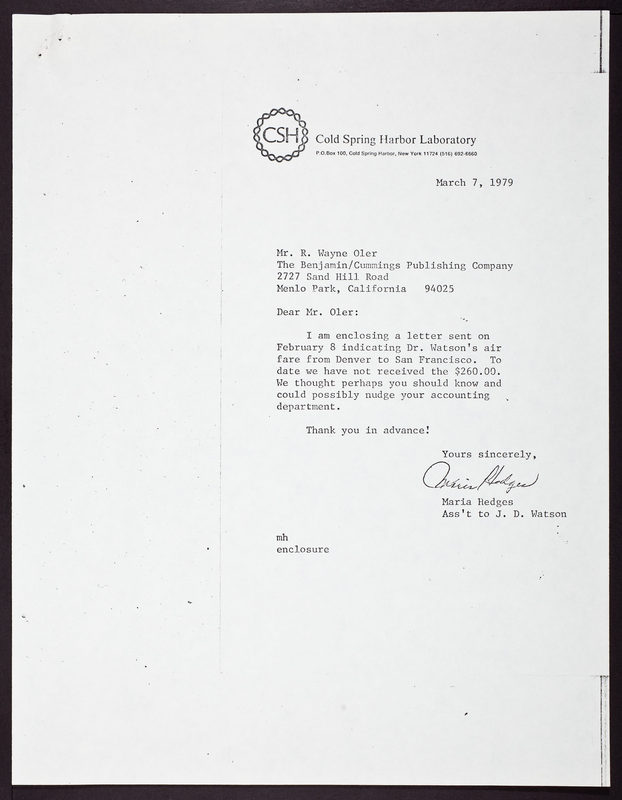 CSH
Cold Spring Harbor Laboratory
P.O.Box 100, Cold Spring Harbor, New York 11724 (516) 692-6660
March 7, 1979
Mr. R. Wayne Oler
The Benjamin/Cummings Publishing Company
2727 Sand Hill Road
Menlo Park, California 94025
Dear Mr. Oler:
I am enclosing a letter sent on
February 8 indicating Dr. Watson's air
fare from Denver to San Francisco. To
date we have not received the $260.00.
We thought perhaps you should know and
could possibly nudge your accounting
department.
Thank you in advance!
Yours sincerely,
Maria Hedges
Maria Hedges
Ass't to J. D. Watson
mh
enclosure